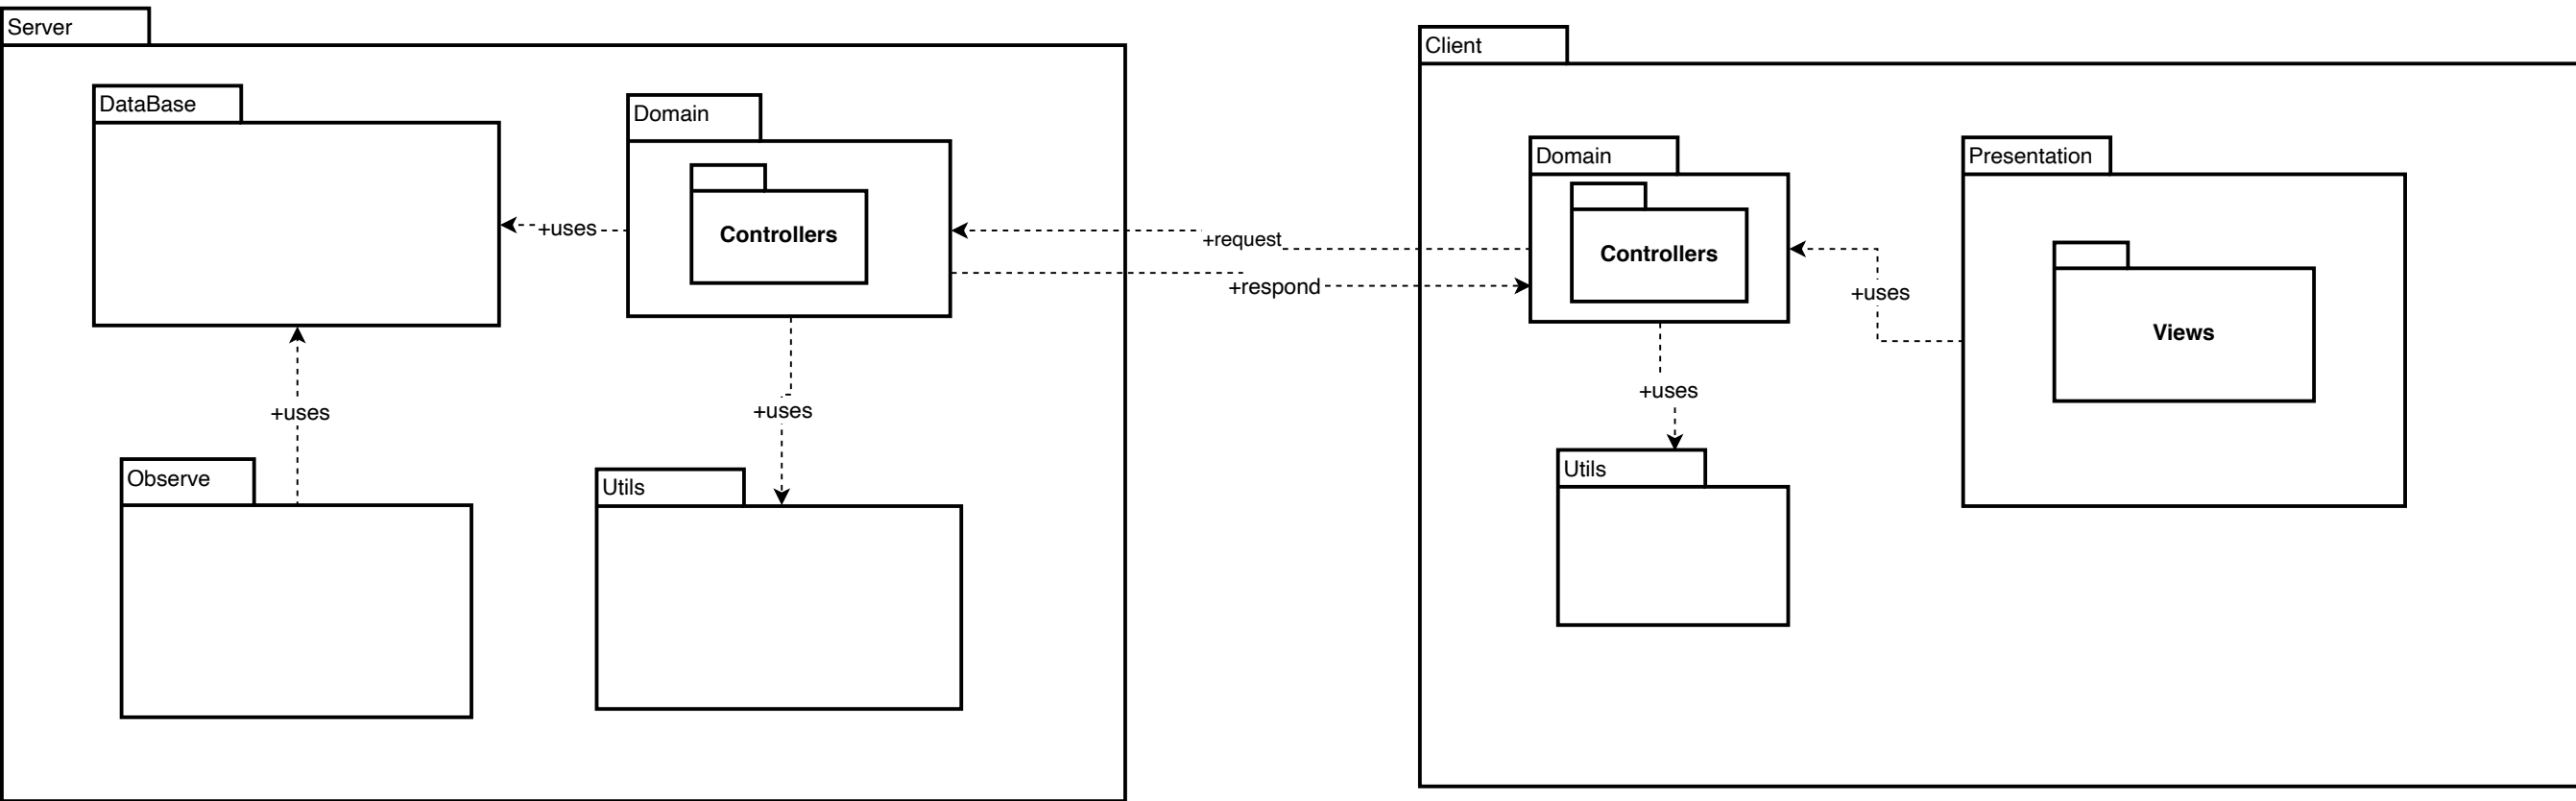 Server
DataBase
Domain
Controllers
+uses
+uses
+uses
Observe
Utils
+request
+respond
Client
Domain
Controllers
Presentation
Views
+uses
+uses
Utils